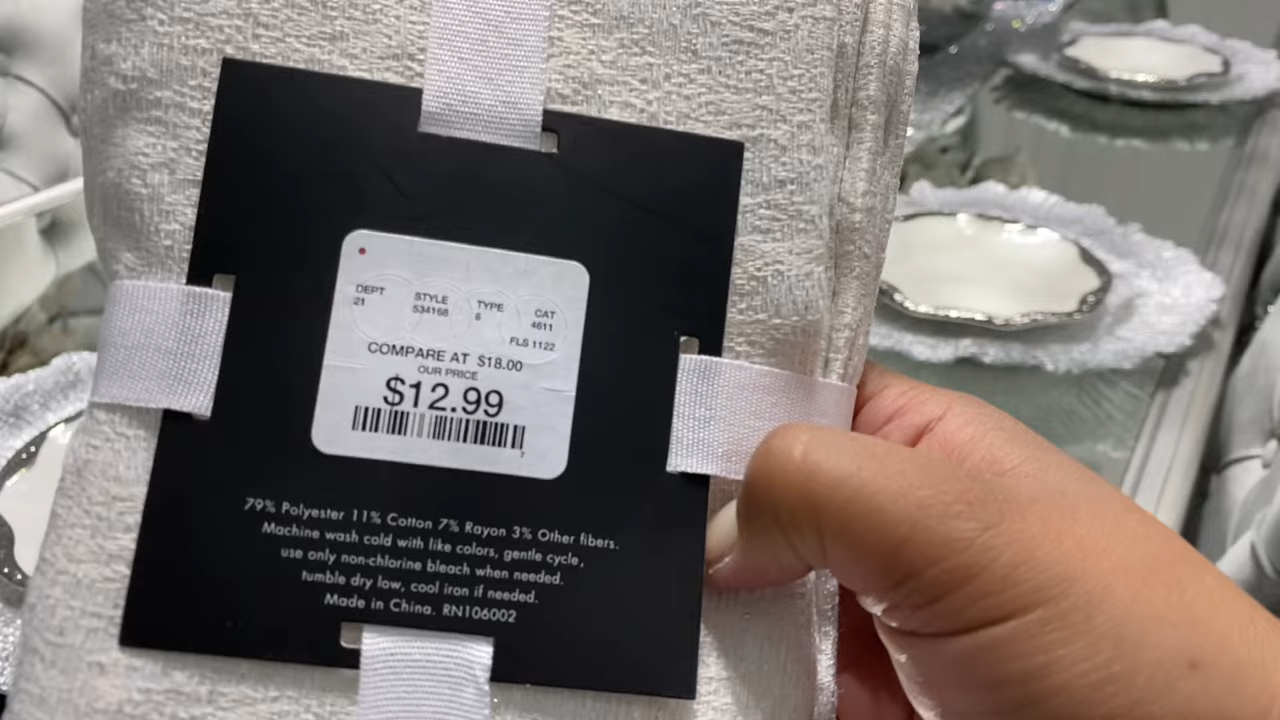 DEPT STYLE TYPE CAT
21 534168 6 4611
FLS 1122
COMPARE AT $18.00
OUR PRICE
$12.99
7
79% Polyester 11% Cotton 7% Rayon 3% Other fibers.
Machine wash cold with like colors, gentle cycle,
use only non-chlorine bleach when needed.
tumble dry low, cool iron if needed.
Made in China. RN106002